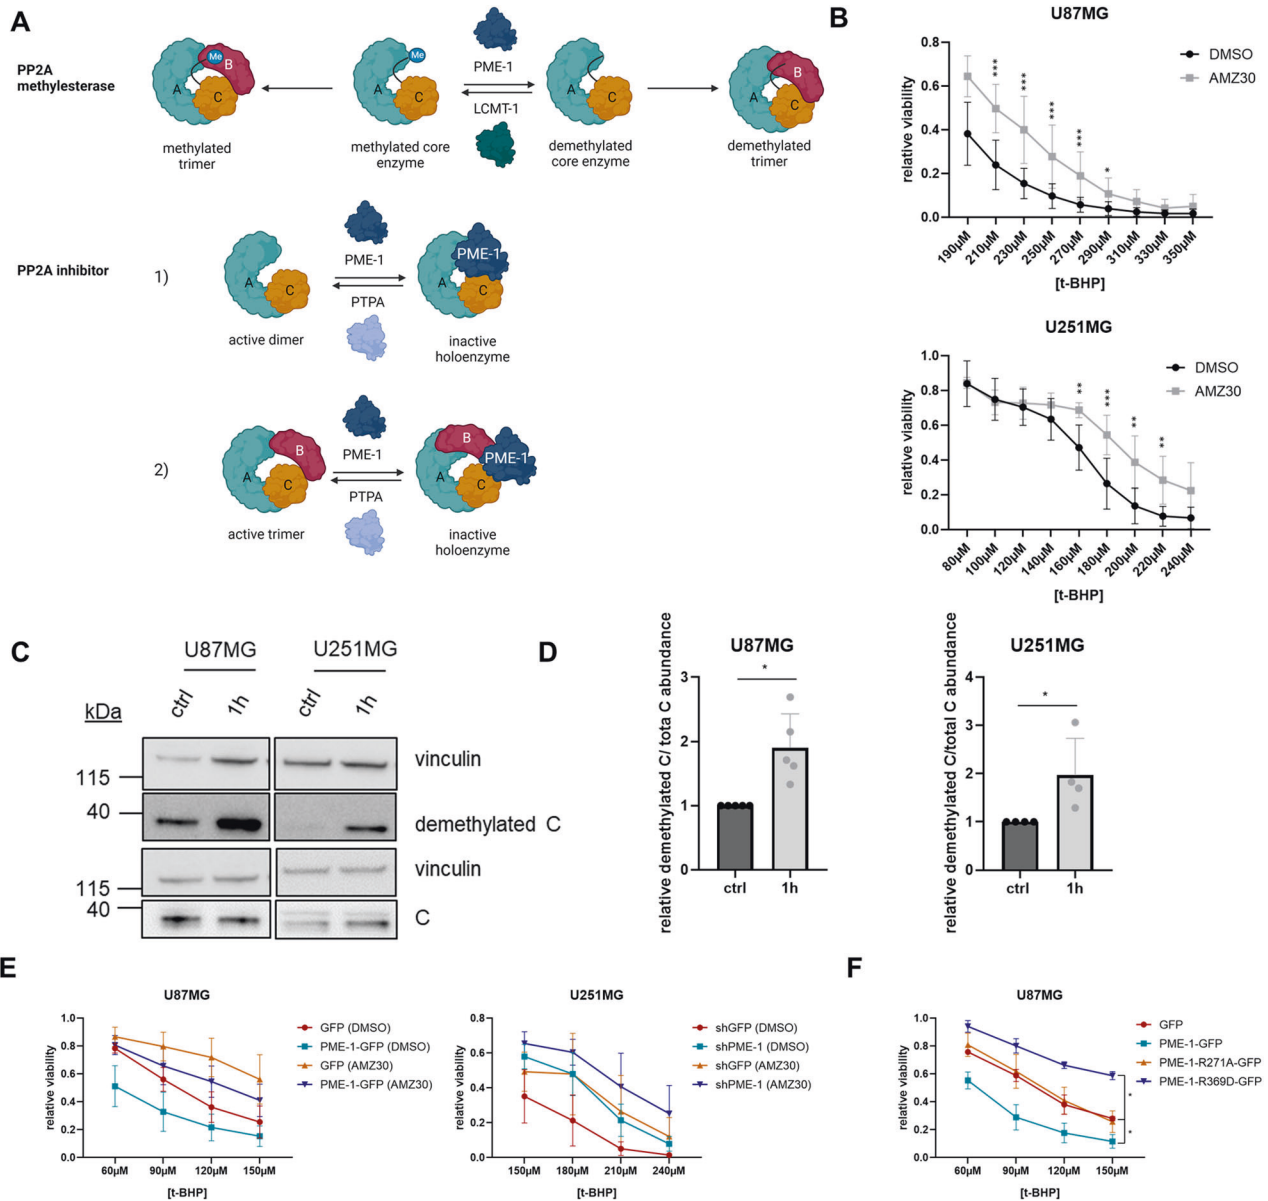 A
PP2A
methylesterase
A
Me
B
C
methylated
trimer
A
Me
C
methylated core
enzyme
PME-1
LCMT-1
A
C
demethylated
core enzyme
A
B
C
demethylated
trimer
PP2A inhibitor
1)
A
C
active dimer
PME-1
PTPA
PME-1
A
C
inactive
holoenzyme
2)
A
B
C
active trimer
PME-1
PTPA
B
PME-1
A
C
inactive
holoenzyme
B
U87MG
relative viability
0.8
0.6
0.4
0.2
0.0
***
***
***
***
*
DMSO
AMZ30
190µM
210µM
230µM
250µM
270µM
290µM
310µM
330µM
350µM
[t-BHP]
U251MG
relative viability
1.0
0.8
0.6
0.4
0.2
0.0
***
***
**
**
DMSO
AMZ30
80µM
100µM
120µM
140µM
160µM
180µM
200µM
220µM
240µM
[t-BHP]
C
U87MG
U251MG
kDa
ctrl
1h
ctrl
1h
115
vinculin
40
demethylated C
115
vinculin
40
C
D
U87MG
relative demethylated C/ tota C abundance
3
2
1
0
*
ctrl
1h
U251MG
relative demethylated C/total C abundance
4
3
2
1
0
*
ctrl
1h
E
U87MG
relative viability
1.0
0.8
0.6
0.4
0.2
0.0
60µM
90µM
120µM
150µM
[t-BHP]
GFP (DMSO)
PME-1-GFP (DMSO)
GFP (AMZ30)
PME-1-GFP (AMZ30)
U251MG
relative viability
0.8
0.6
0.4
0.2
0.0
150µM
180µM
210µM
240µM
[t-BHP]
shGFP (DMSO)
shPME-1 (DMSO)
shGFP (AMZ30)
shPME-1 (AMZ30)
F
U87MG
relative viability
1.0
0.8
0.6
0.4
0.2
0.0
60µM
90µM
120µM
150µM
[t-BHP]
GFP
PME-1-GFP
PME-1-R271A-GFP
PME-1-R369D-GFP
*
*